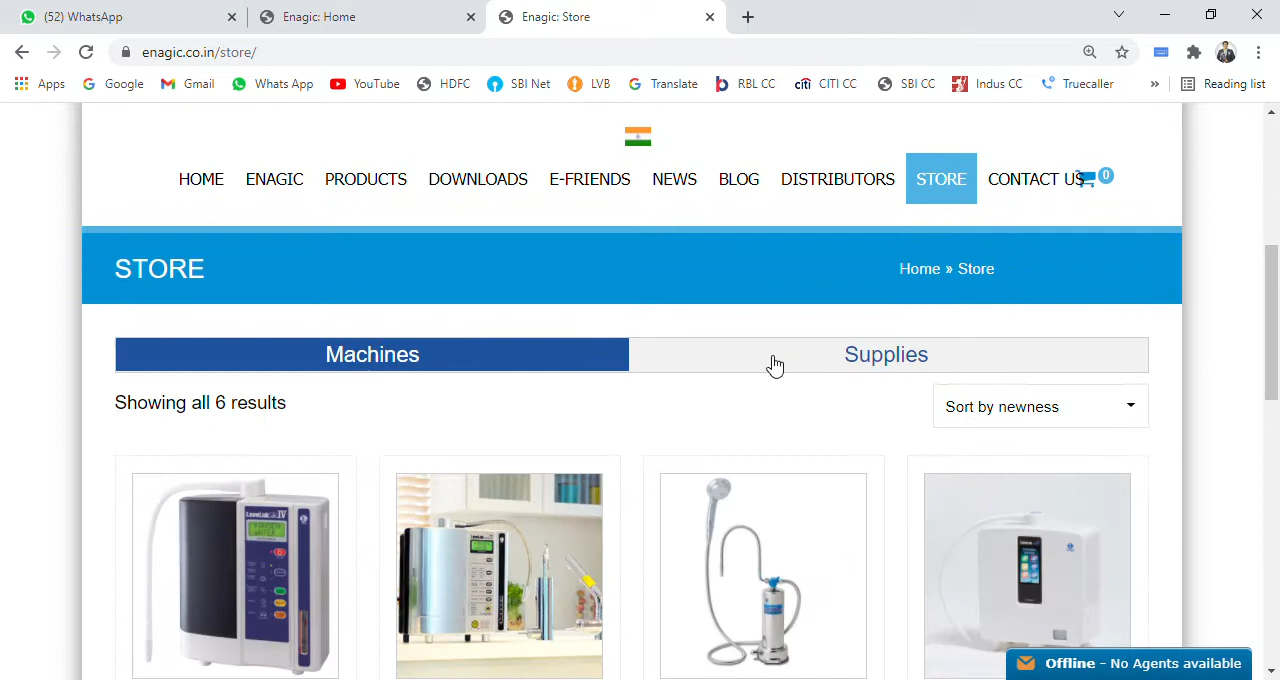 (52) WhatsApp
Enagic: Home
Enagic: Store
enagic.co.in/store/
Apps Google Gmail Whats App YouTube HDFC SBI Net LVB Translate RBL CC citi CITI CC SBI CC Indus CC Truecaller » Reading list
HOME ENAGIC PRODUCTS DOWNLOADS E-FRIENDS NEWS BLOG DISTRIBUTORS STORE CONTACT US 0
STORE
Home » Store
Machines
Supplies
Showing all 6 results
Sort by newness
Offline - No Agents available